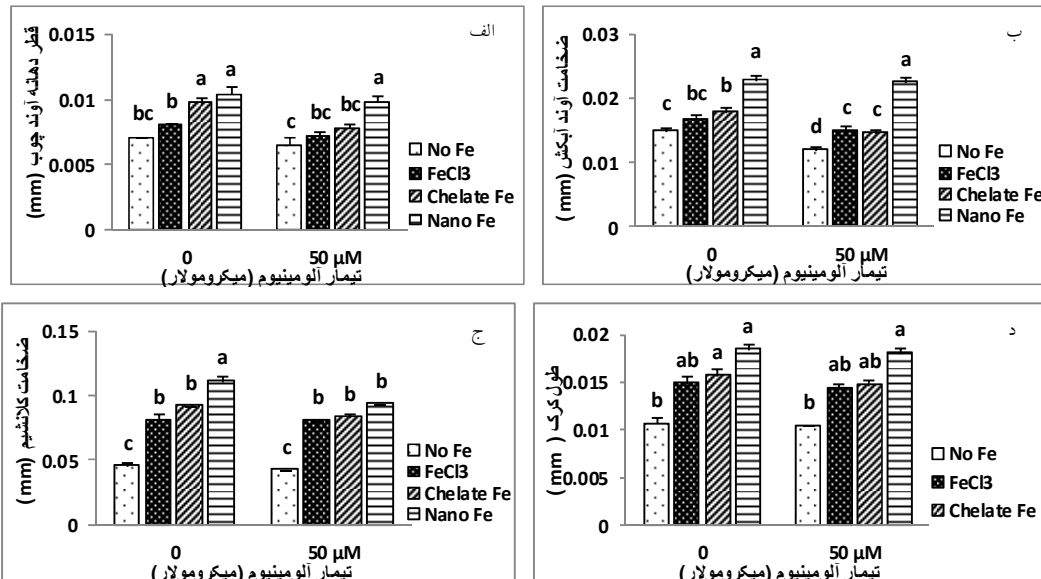 الف
قطر دهانه آوند چوب (mm)
0.015
0.01
0.005
0
bc b a a
c bc bc a
No Fe
FeCl3
Chelate Fe
Nano Fe
0 50 µM
تیمار آلومینیوم (میکرومولار)
ب
ضخامت آوند آبکش (mm )
0.03
0.02
0.01
0
c bc b a
d c c a
No Fe
FeCl3
Chelate Fe
Nano Fe
0 50 µM
تیمار آلومینیوم (میکرومولار)
ج
ضخامت کلانشیم (mm )
0.15
0.1
0.05
0
c b b a
c b b b
No Fe
FeCl3
Chelate Fe
Nano Fe
0 50 µM
تیمار آلومینیوم (میکرومولار)
د
طول کرک (mm )
0.02
0.015
0.01
0.005
0
b ab a a
b ab ab a
No Fe
FeCl3
Chelate Fe
0 50 µM
تیمار آلومینیوم (میکرومولار)